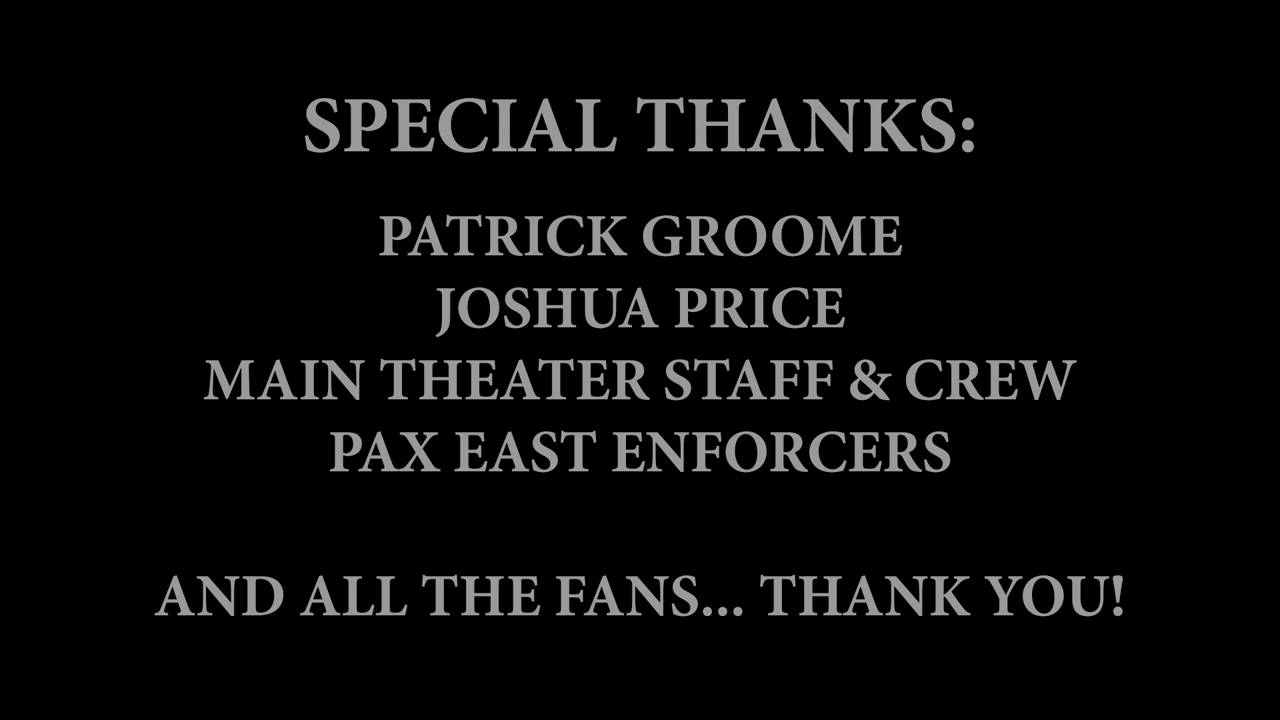 SPECIAL THANKS:
PATRICK GROOME
JOSHUA PRICE
MAIN THEATER STAFF & CREW
PAX EAST ENFORCERS
AND ALL THE FANS... THANK YOU!